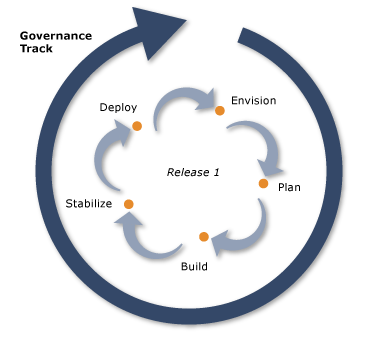 Governance
Track
Deploy
Envision
Release 1
Plan
Stabilize
Build